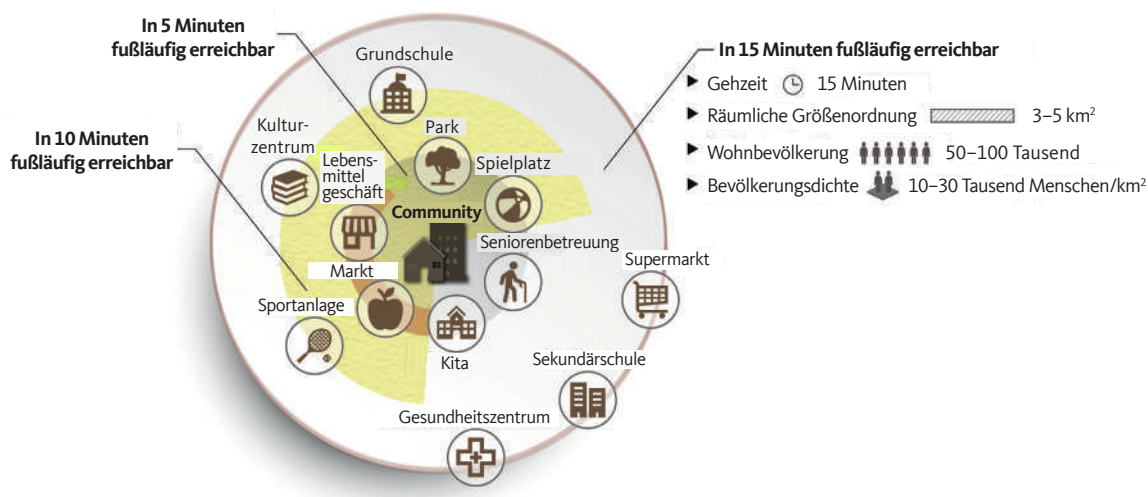 In 5 Minuten
fußläufig erreichbar
In 10 Minuten
fußläufig erreichbar
Grundschule
Kultur-
zentrum
Park
Lebens-
mittel
geschäft
Spielplatz
Community
Seniorenbetreuung
Markt
Sportanlage
Kita
Supermarkt
Sekundärschule
Gesundheitszentrum
In 15 Minuten fußläufig erreichbar
Gehzeit 15 Minuten
Räumliche Größenordnung 3–5 km²
Wohnbevölkerung 50–100 Tausend
Bevölkerungsdichte 10–30 Tausend Menschen/km²